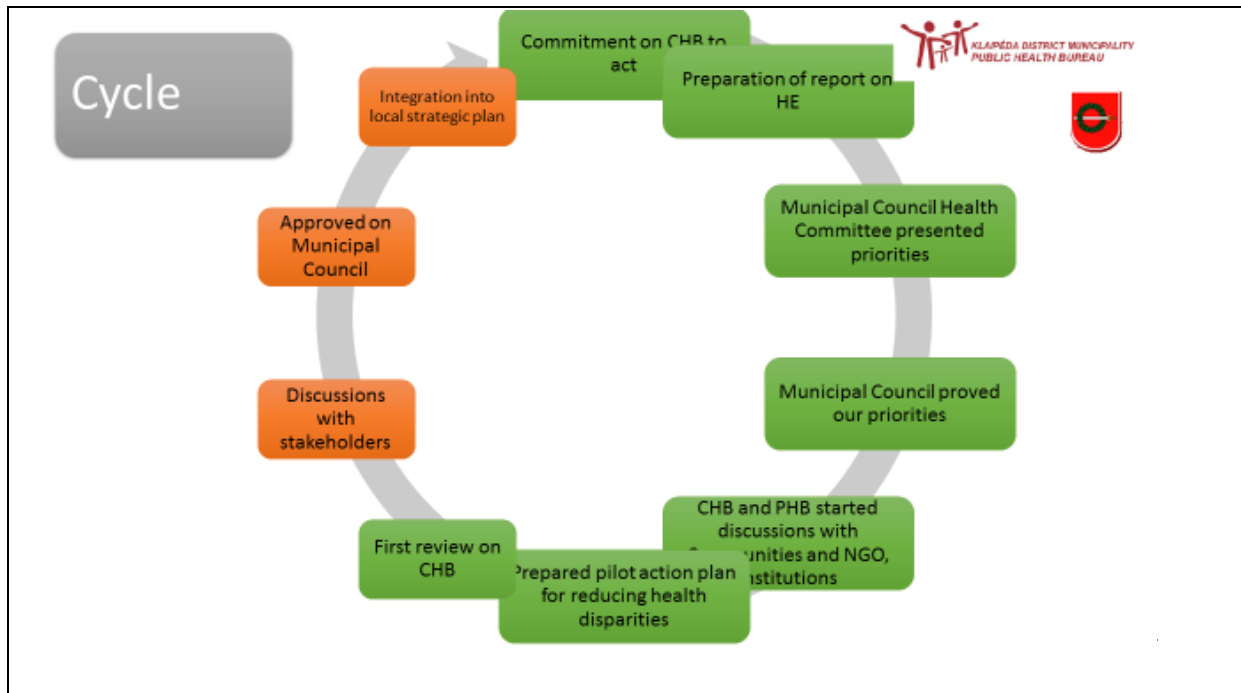 Cycle
Commitment on CHB to
act
Preparation of report on
HE
KLAIPĖDA DISTRICT MUNICIPALITY
PUBLIC HEALTH BUREAU
Municipal Council Health
Committee presented
priorities
Municipal Council proved
our priorities
CHB and PHB started
discussions with
and NGO,
Prepared pilot action plan
for reducing health
disparities
First review on
CHB
Discussions
with
stakeholders
Approved on
Municipal
Council
Integration into
local strategic plan